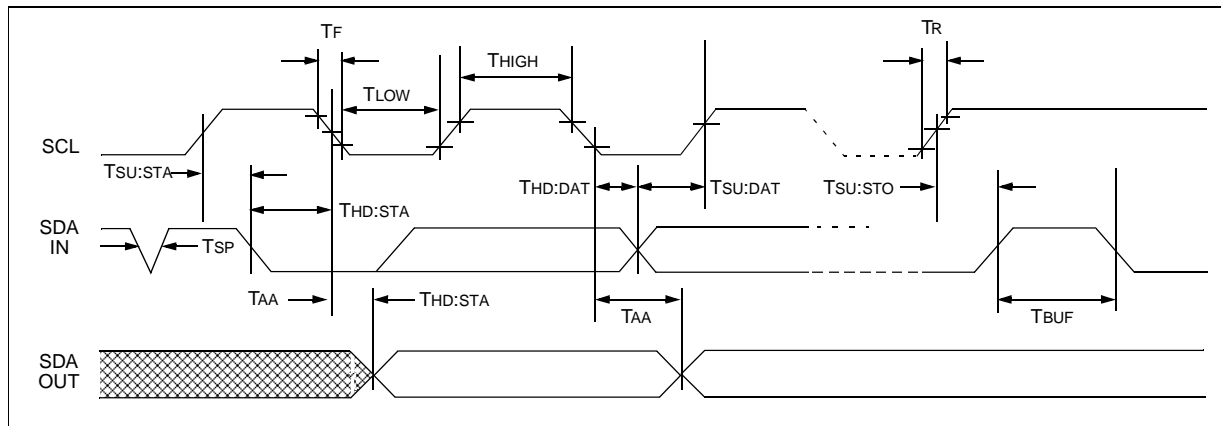 TF
TR
THIGH
TLOW
SCL
TSU:STA
THD:DAT
TSU:DAT
TSU:STO
THD:STA
SDA
IN
TSP
TAA
THD:STA
TAA
TBUF
SDA
OUT